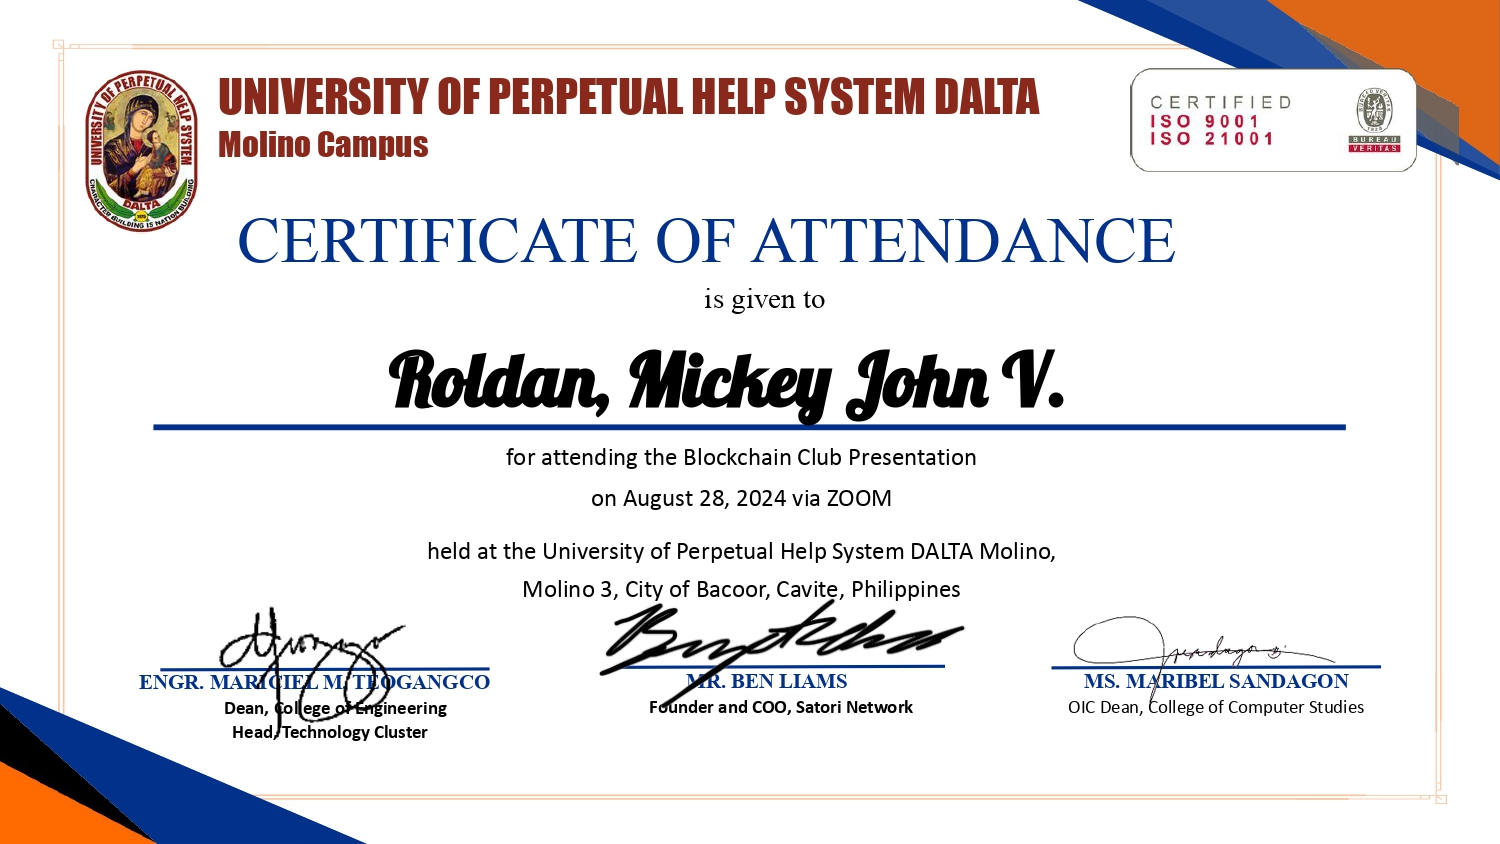 UNIVERSITY OF PERPETUAL HELP SYSTEM DALTA
Molino Campus
UNIVERSITY OF PERPETUAL HELP SYSTEM
DALTA
CHARACTER BUILDING IS NATION BUILDING
CERTIFIED
ISO 9001
ISO 21001
BUREAU VERITAS
1828
BUREAU
VERITAS
CERTIFICATE OF ATTENDANCE
is given to
Roldan, Mickey John V.
for attending the Blockchain Club Presentation
on August 28, 2024 via ZOOM
held at the University of Perpetual Help System DALTA Molino,
Molino 3, City of Bacoor, Cavite, Philippines
ENGR. MARICIEL M. TEOGANGCO
Dean, College of Engineering
Head, Technology Cluster
MR. BEN LIAMS
Founder and COO, Satori Network
MS. MARIBEL SANDAGON
OIC Dean, College of Computer Studies